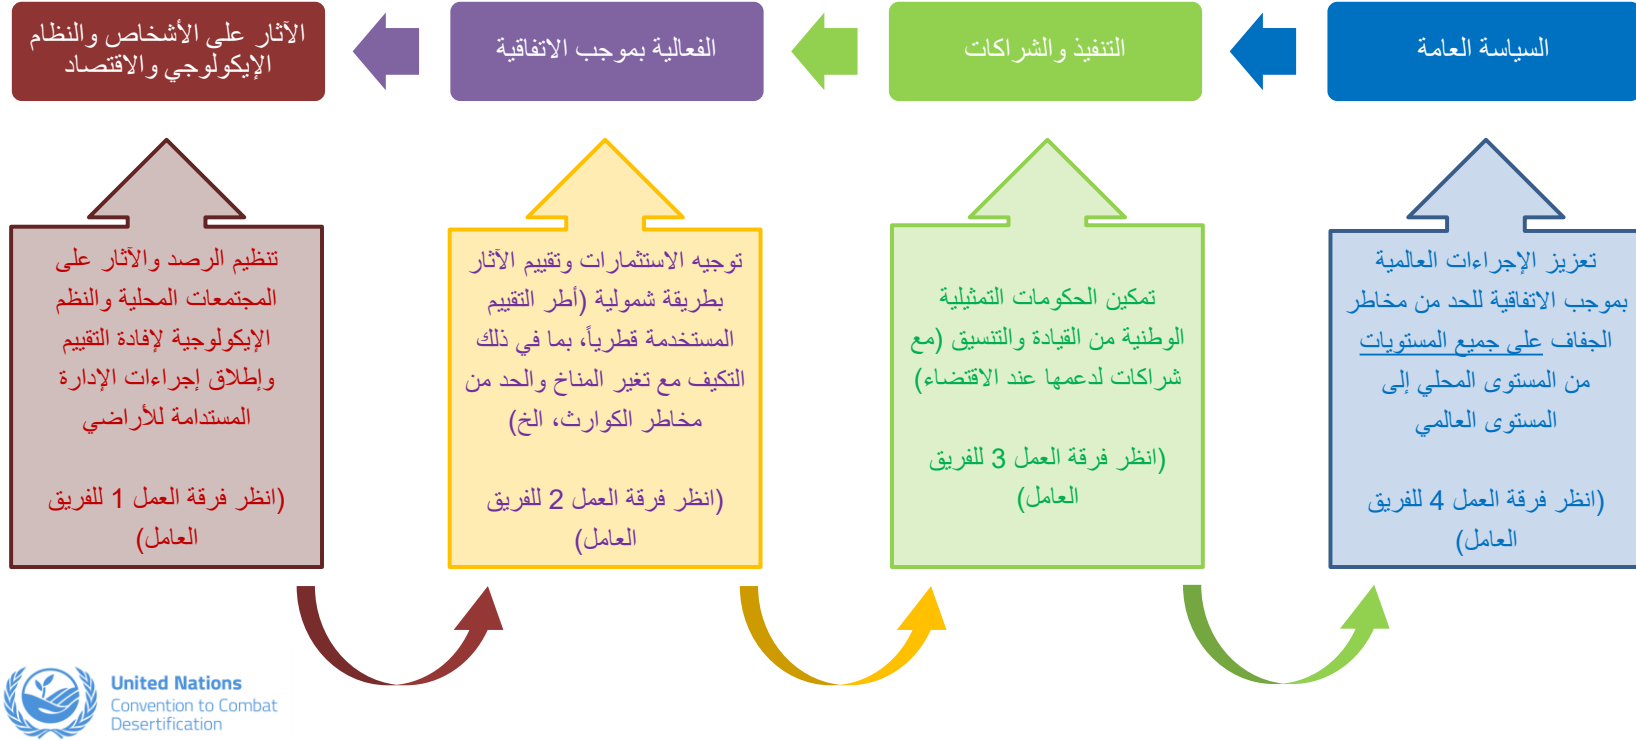 السياسة العامة
التنفيذ والشراكات
الفعالية بموجب الاتفاقية
الآثار على الأشخاص والنظام
الإيكولوجي والاقتصاد
تعزيز الإجراءات العالمية
بموجب الاتفاقية للحد من مخاطر
الجفاف على جميع المستويات
من المستوى المحلي إلى
المستوى العالمي
(انظر فرقة العمل 4 للفريق
العامل)
تمكين الحكومات التمثيلية
الوطنية من القيادة والتنسيق (مع
شراكات لدعمها عند الاقتضاء)
(انظر فرقة العمل 3 للفريق
العامل)
توجيه الاستثمارات وتقييم الآثار
بطريقة شمولية (أطر التقييم
المستخدمة قطرياً، بما في ذلك
التكيف مع تغير المناخ والحد من
مخاطر الكوارث، الخ)
(انظر فرقة العمل 2 للفريق
العامل)
تنظيم الرصد والآثار على
المجتمعات المحلية والنظم
الإيكولوجية لإفادة التقييم
وإطلاق إجراءات الإدارة
المستدامة للأراضي
(انظر فرقة العمل 1 للفريق
العامل)
United Nations
Convention to Combat
Desertification